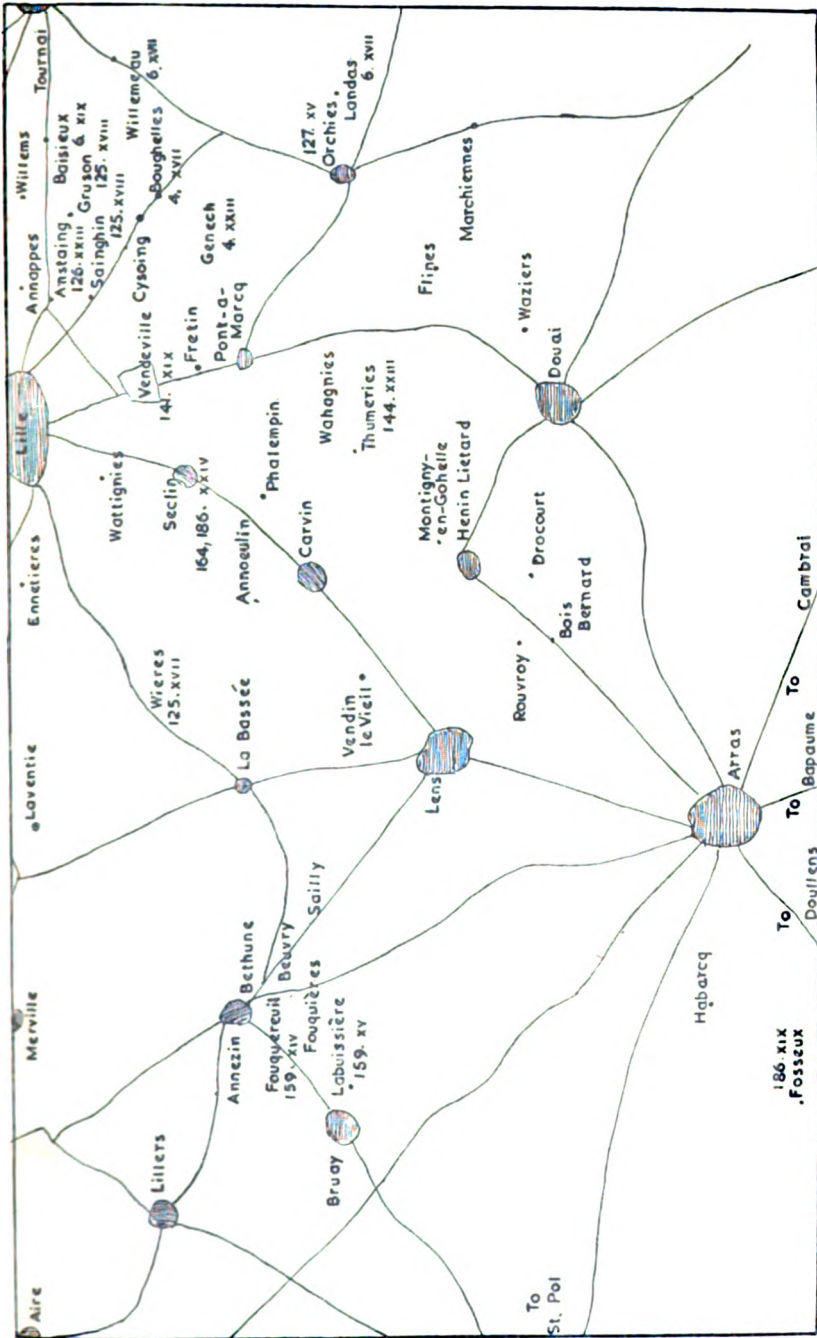 Aire
Merville
Laventie
Ennetieres
Lille
Annappes
Willems
Tournai
Anstaing
126. XXIII
Baisieux
Gruson 6. XIX
Sainghin 125. XVIII
125. XVIII
Willemeau
6. XVII
Boughelles
4. XVII
Cysoing
Vendeville
141. XIX
Fretin
Pont-a-
Marcq
Genech
4. XXIII
127. XV
Orchies
Landas
6. XVII
Wattignies
Seclin
164, 186. XXIV
Phalempin
Annoeulin
Carvin
Wahagnies
Thumeries
144. XXIII
Flines
Marchiennes
Waziers
Douai
Wieres
125. XVII
La Bassée
Vendin
le Vieil
Lens
Montigny-
en-Gohelle
Henin Lietard
Drocourt
Bois
Bernard
Rouvroy
Lillers
Annezin
Bethune
Beuvry
Sailly
Fouquereuil
159. XIV
Fouquières
Labuissière
159. XV
Bruay
Arras
Habarcq
186. XIX
Fosseux
To
St. Pol
To
Doullens
To
Bapaume
To
Cambrai